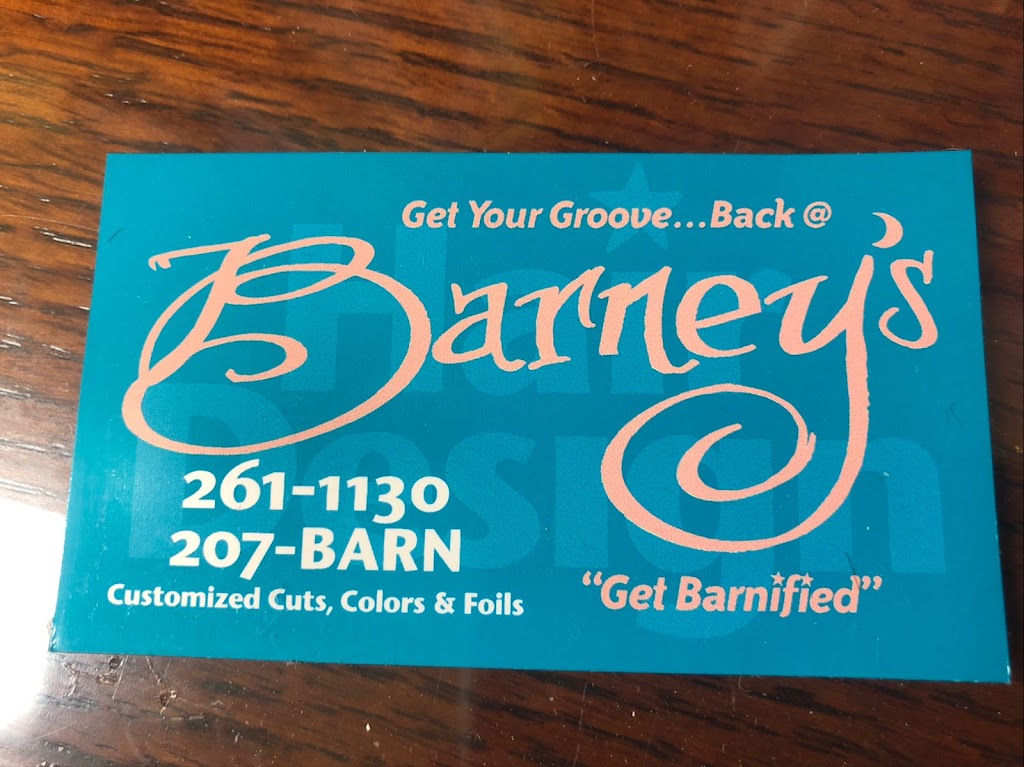 Get Your Groove...Back @
Barney's
Hair
Design
261-1130
207-BARN
Customized Cuts, Colors & Foils
“Get Barnified”